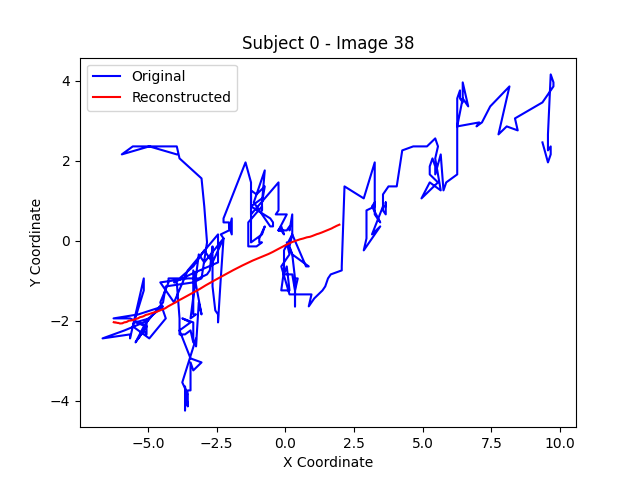 Subject 0 - Image 38
Original
Reconstructed
Y Coordinate
4
2
0
−2
−4
−5.0 −2.5 0.0 2.5 5.0 7.5 10.0
X Coordinate